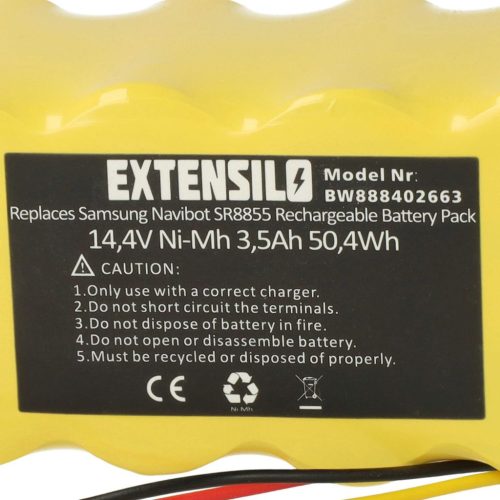 EXTENSILO
Model Nr:
BW888402663
Replaces Samsung Navibot SR8855 Rechargeable Battery Pack
14,4V Ni-Mh 3,5Ah 50,4Wh
CAUTION:
1.Only use with a correct charger.
2.Do not short circuit the terminals.
3.Do not dispose of battery in fire.
4.Do not open or disassemble battery.
5.Must be recycled or disposed of properly.
CE
Ni Mh